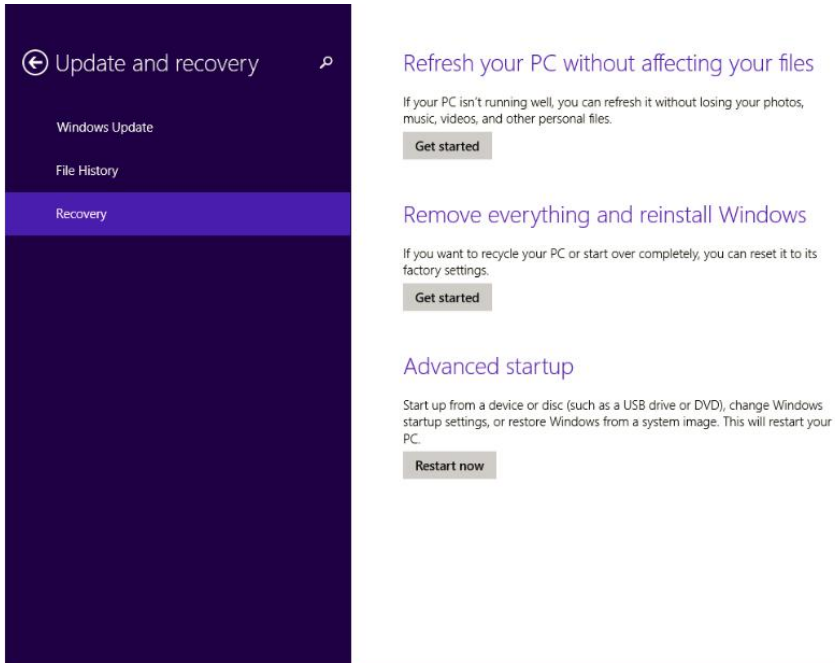 Update and recovery
Windows Update
File History
Recovery
Refresh your PC without affecting your files
If your PC isn't running well, you can refresh it without losing your photos,
music, videos, and other personal files.
Get started
Remove everything and reinstall Windows
If you want to recycle your PC or start over completely, you can reset it to its
factory settings.
Get started
Advanced startup
Start up from a device or disc (such as a USB drive or DVD), change Windows
startup settings, or restore Windows from a system image. This will restart your
PC.
Restart now